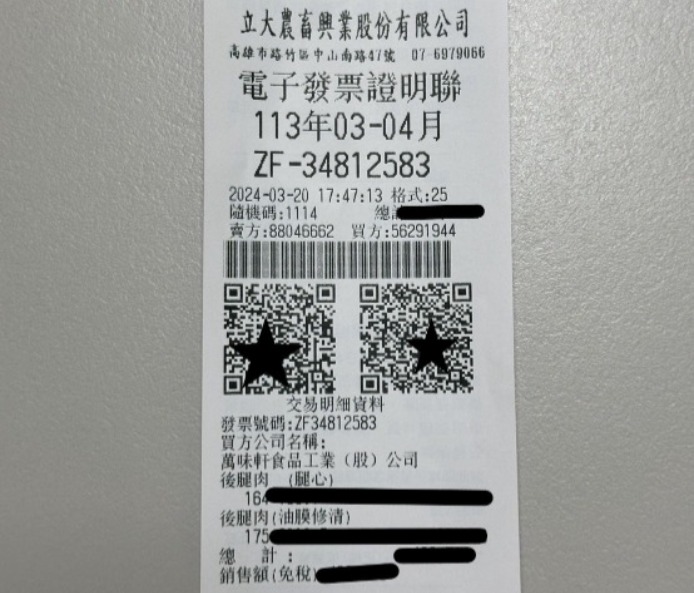 立大農畜興業股份有限公司
高雄市路竹區中山南路47號 07-6979066
電子發票證明聯
113年03-04月
ZF-34812583
2024-03-20 17:47:13 格式:25
隨機碼:1114 總
賣方:88046662 買方:56291944
交易明細資料
發票號碼:ZF34812583
買方公司名稱:
萬味軒食品工業(股)公司
後腿肉 (腿心)
164
後腿肉(油膜修清)
175
總 計:
銷售額(免稅)